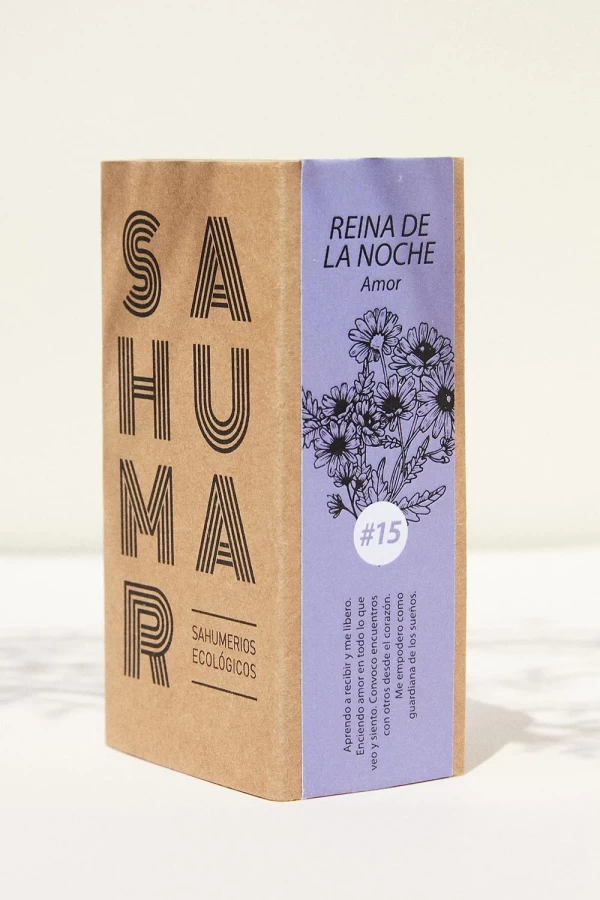 SA
HU
MA
R
SAHUMERIOS
ECOLÓGICOS
REINA DE
LA NOCHE
Amor
#15
Aprendo a recibir y me libero.
Enciendo amor en todo lo que
veo y siento. Convoco encuentros
con otros desde el corazón.
Me empodero como
guardiana de los sueños.